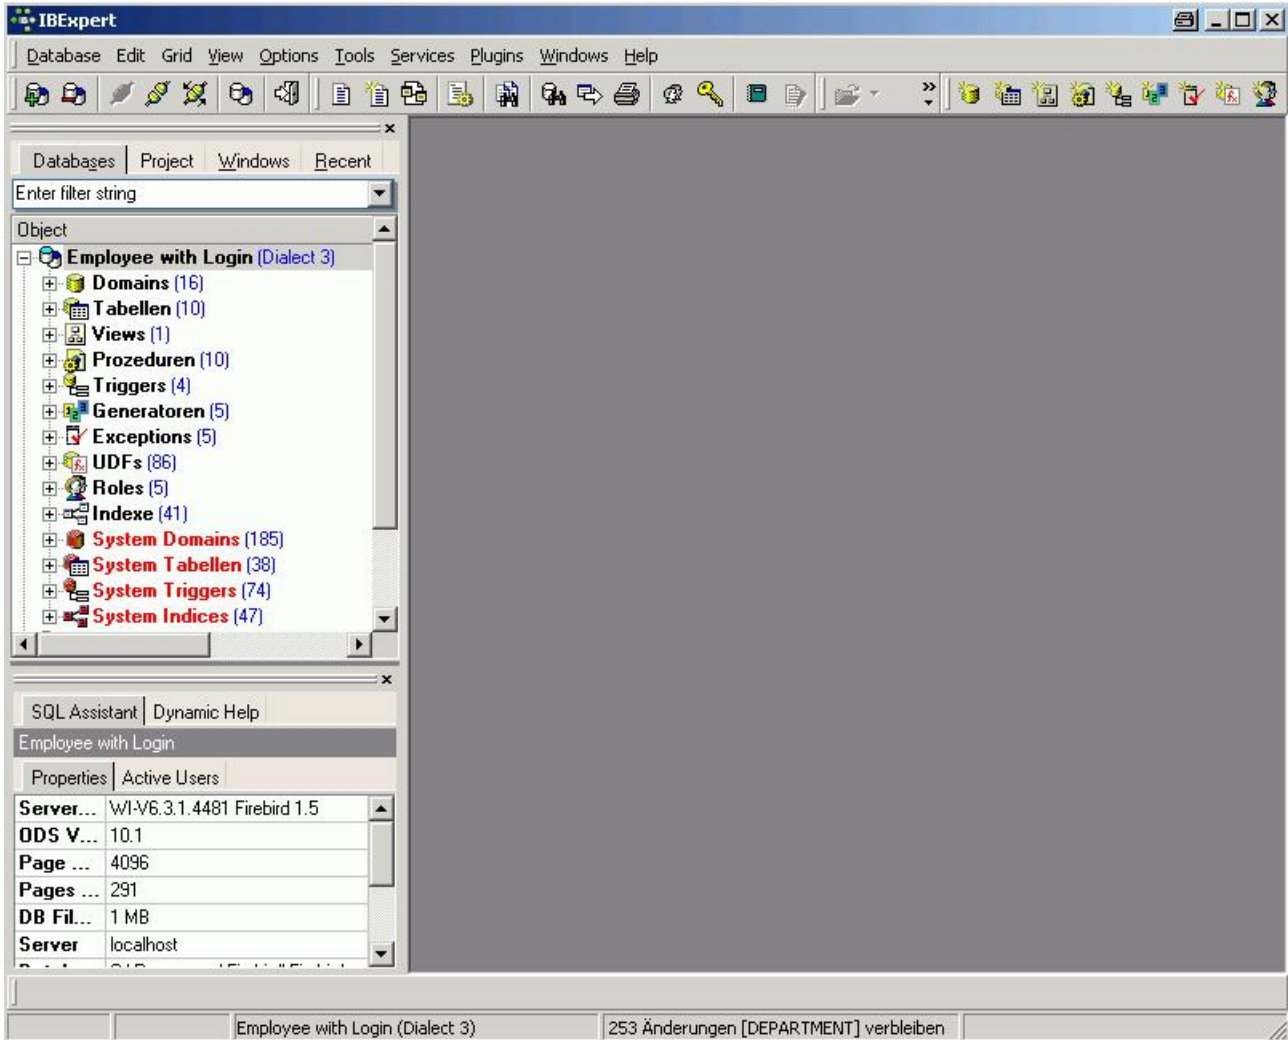 IBExpert
Database Edit Grid View Options Tools Services Plugins Windows Help
Databases Project Windows Recent
Enter filter string
Object
Employee with Login (Dialect 3)
Domains (16)
Tabellen (10)
Views (1)
Prozeduren (10)
Triggers (4)
Generatoren (5)
Exceptions (5)
UDFs (86)
Roles (5)
Indexe (41)
System Domains (185)
System Tabellen (38)
System Triggers (74)
System Indices (47)
SQL Assistant Dynamic Help
Employee with Login
Properties Active Users
Server... WI-V6.3.1.4481 Firebird 1.5
ODS V... 10.1
Page ... 4096
Pages ... 291
DB Fil... 1 MB
Server localhost
Employee with Login (Dialect 3) 253 Änderungen [DEPARTMENT] verbleiben